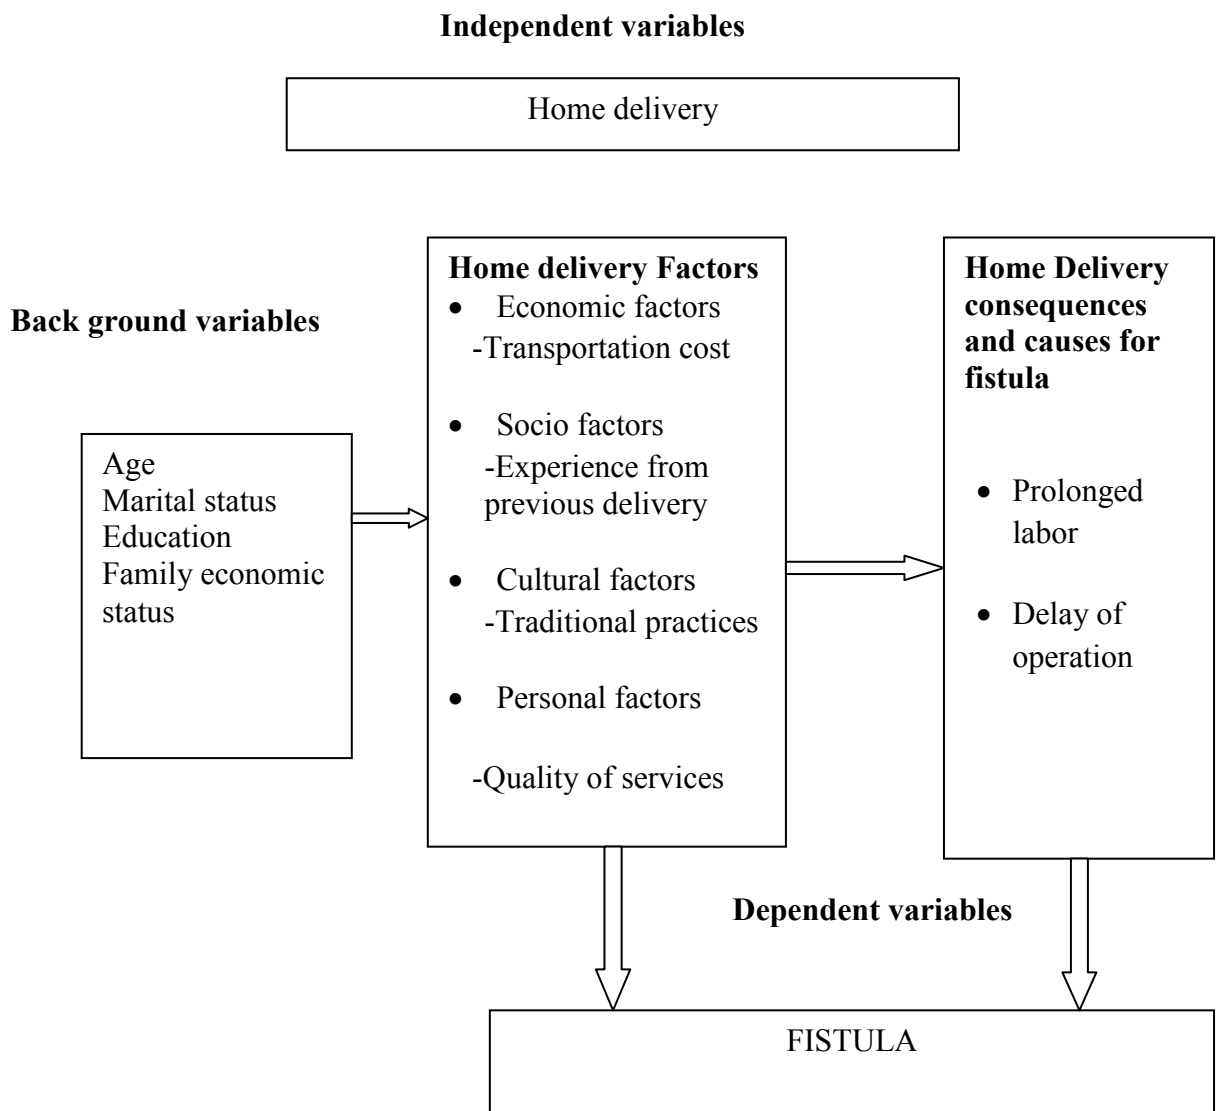 Independent variables
Home delivery
Back ground variables
Age
Marital status
Education
Family economic
status
Home delivery Factors
• Economic factors
-Transportation cost
• Socio factors
-Experience from
previous delivery
• Cultural factors
-Traditional practices
• Personal factors
-Quality of services
Home Delivery
consequences
and causes for
fistula
• Prolonged
labor
• Delay of
operation
Dependent variables
FISTULA